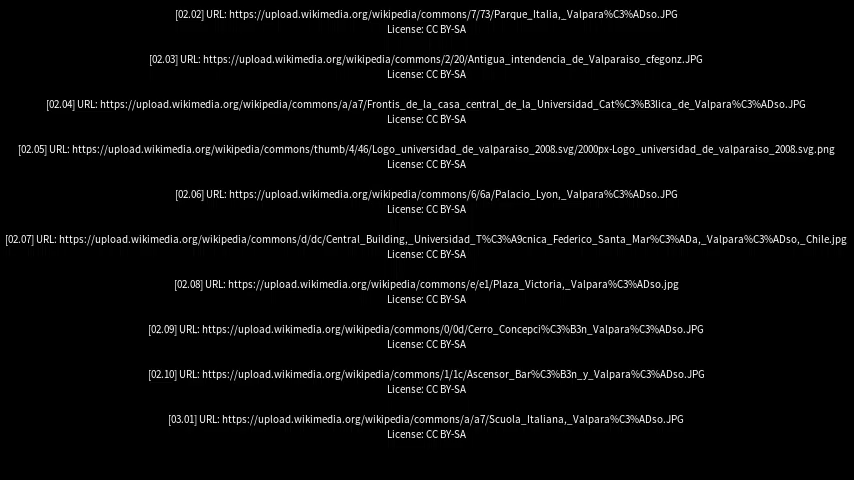 [02.02] URL: https://upload.wikimedia.org/wikipedia/commons/7/73/Parque_Italia,_Valpara%C3%ADso.JPG
License: CC BY-SA
[02.03] URL: https://upload.wikimedia.org/wikipedia/commons/2/20/Antigua_intendencia_de_Valparaiso_cfegonz.JPG
License: CC BY-SA
[02.04] URL: https://upload.wikimedia.org/wikipedia/commons/a/a7/Frontis_de_la_casa_central_de_la_Universidad_Cat%C3%B3lica_de_Valpara%C3%ADso.JPG
License: CC BY-SA
[02.05] URL: https://upload.wikimedia.org/wikipedia/commons/thumb/4/46/Logo_universidad_de_valparaiso_2008.svg/2000px-Logo_universidad_de_valparaiso_2008.svg.png
License: CC BY-SA
[02.06] URL: https://upload.wikimedia.org/wikipedia/commons/6/6a/Palacio_Lyon,_Valpara%C3%ADso.JPG
License: CC BY-SA
[02.07] URL: https://upload.wikimedia.org/wikipedia/commons/d/dc/Central_Building,_Universidad_T%C3%A9cnica_Federico_Santa_Mar%C3%ADa,_Valpara%C3%ADso,_Chile.jpg
License: CC BY-SA
[02.08] URL: https://upload.wikimedia.org/wikipedia/commons/e/e1/Plaza_Victoria,_Valpara%C3%ADso.jpg
License: CC BY-SA
[02.09] URL: https://upload.wikimedia.org/wikipedia/commons/0/0d/Cerro_Concepci%C3%B3n_Valpara%C3%ADso.JPG
License: CC BY-SA
[02.10] URL: https://upload.wikimedia.org/wikipedia/commons/1/1c/Ascensor_Bar%C3%B3n_y_Valpara%C3%ADso.JPG
License: CC BY-SA
[03.01] URL: https://upload.wikimedia.org/wikipedia/commons/a/a7/Scuola_Italiana,_Valpara%C3%ADso.JPG
License: CC BY-SA